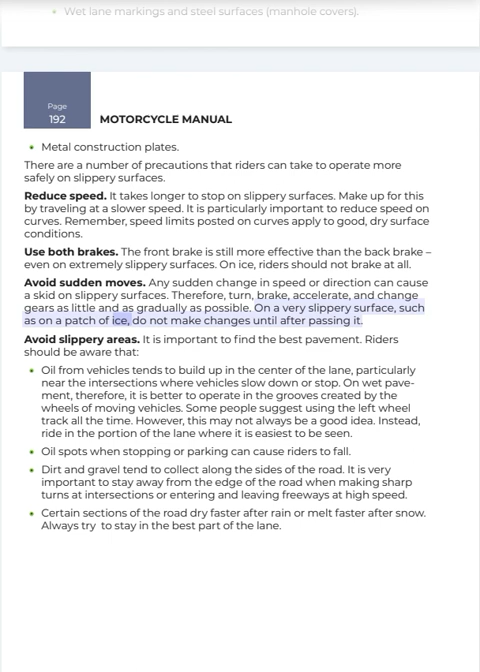 • Wet lane markings and steel surfaces (manhole covers).
Page
192
MOTORCYCLE MANUAL
• Metal construction plates.
There are a number of precautions that riders can take to operate more
safely on slippery surfaces.
Reduce speed. It takes longer to stop on slippery surfaces. Make up for this
by traveling at a slower speed. It is particularly important to reduce speed on
curves. Remember, speed limits posted on curves apply to good, dry surface
conditions.
Use both brakes. The front brake is still more effective than the back brake –
even on extremely slippery surfaces. On ice, riders should not brake at all.
Avoid sudden moves. Any sudden change in speed or direction can cause
a skid on slippery surfaces. Therefore, turn, brake, accelerate, and change
gears as little and as gradually as possible. On a very slippery surface, such
as on a patch of ice, do not make changes until after passing it.
Avoid slippery areas. It is important to find the best pavement. Riders
should be aware that:
• Oil from vehicles tends to build up in the center of the lane, particularly
near the intersections where vehicles slow down or stop. On wet pave-
ment, therefore, it is better to operate in the grooves created by the
wheels of moving vehicles. Some people suggest using the left wheel
track all the time. However, this may not always be a good idea. Instead,
ride in the portion of the lane where it is easiest to be seen.
• Oil spots when stopping or parking can cause riders to fall.
• Dirt and gravel tend to collect along the sides of the road. It is very
important to stay away from the edge of the road when making sharp
turns at intersections or entering and leaving freeways at high speed.
• Certain sections of the road dry faster after rain or melt faster after snow.
Always try to stay in the best part of the lane.